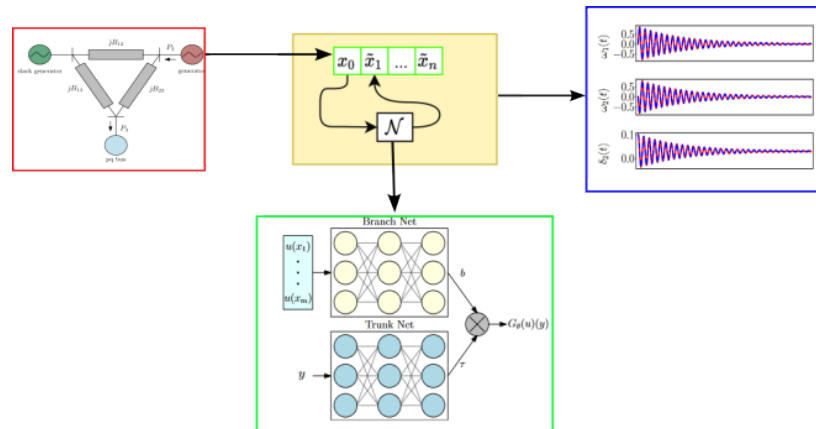 jB₁₂
P₂
slack generator
generator
jB₁₃
jB₂₃
P₃
pq bus
x₀ x̃₁ ... x̃ₙ
𝒩
ω₁(t)
0.5
0.0
−0.5
ω₂(t)
0.5
0.0
−0.5
δ₂(t)
0.1
0.0
Branch Net
u(x₁)
u(xₘ)
b
G_θ(u)(y)
Trunk Net
y
τ